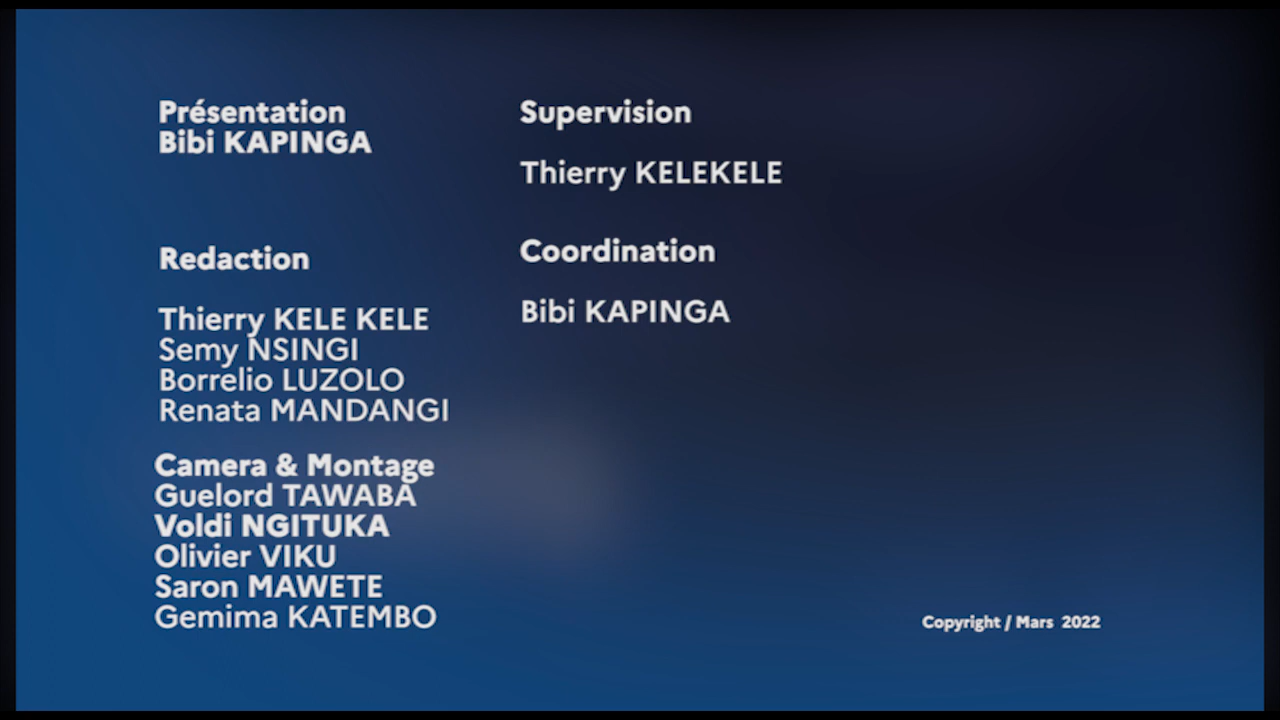 Présentation
Bibi KAPINGA
Redaction
Thierry KELE KELE
Semy NSINGI
Borrelio LUZOLO
Renata MANDANGI
Camera & Montage
Guelord TAWABA
Voldi NGITUKA
Olivier VIKU
Saron MAWETE
Gemima KATEMBO
Supervision
Thierry KELEKELE
Coordination
Bibi KAPINGA
Copyright / Mars 2022